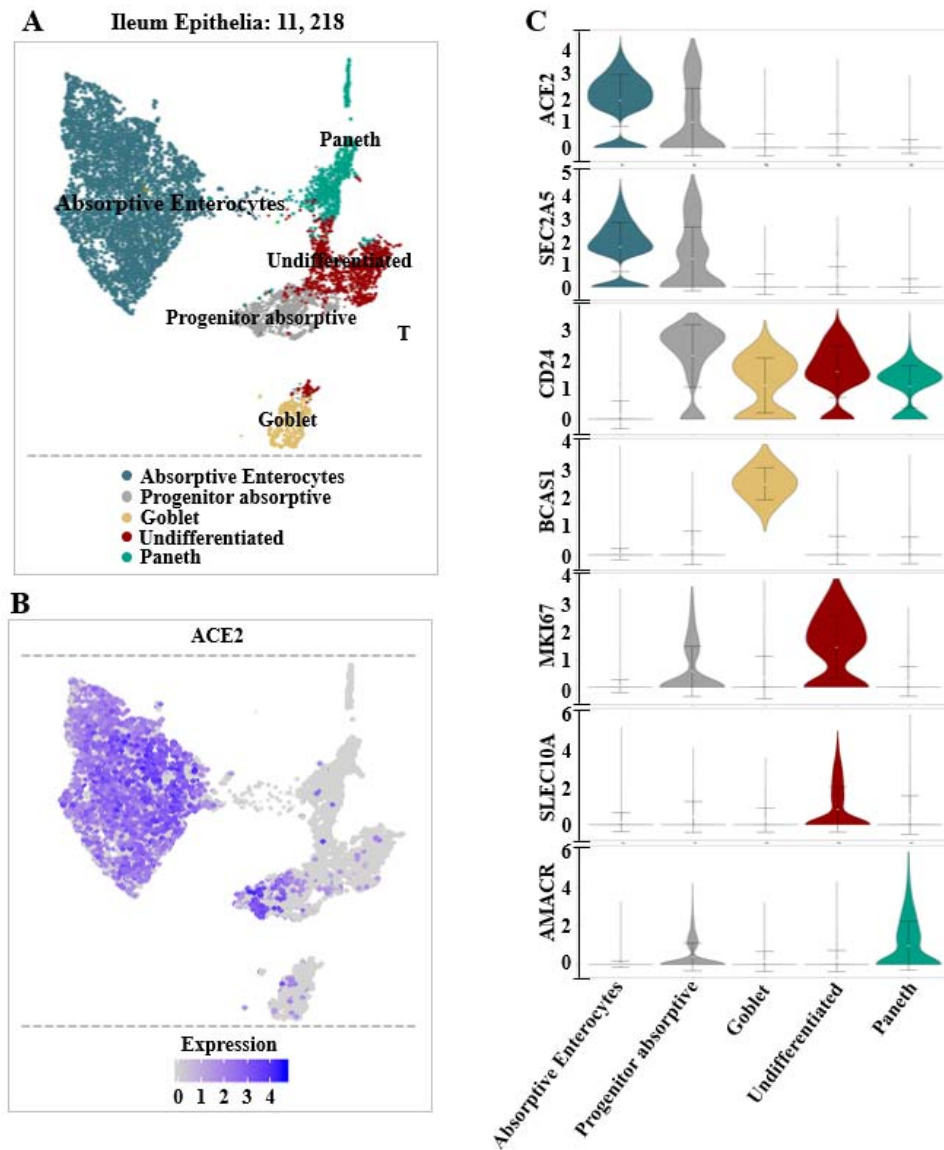 A
Ileum Epithelia: 11, 218
Paneth
Absorptive Enterocytes
Undifferentiated
Progenitor absorptive
T
Goblet
Absorptive Enterocytes
Progenitor absorptive
Goblet
Undifferentiated
Paneth
B
ACE2
Expression
0 1 2 3 4
C
4
3
2
1
0
ACE2
5
4
3
2
1
0
SEC2A5
3
2
1
0
CD24
4
3
2
1
0
BCAS1
4
3
2
1
0
MKI67
6
4
2
0
SLEC10A
6
4
2
0
AMACR
Absorptive Enterocytes
Progenitor absorptive
Goblet
Undifferentiated
Paneth